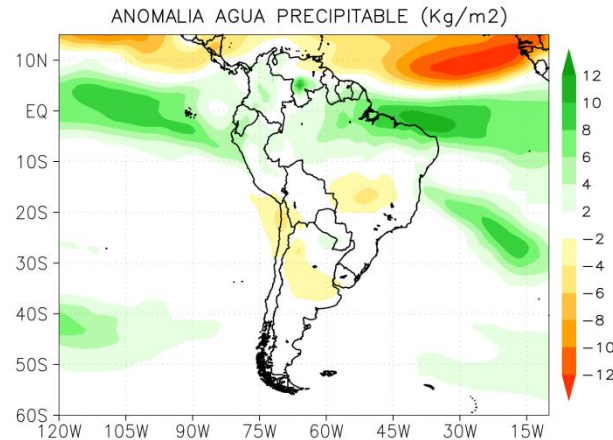 ANOMALIA AGUA PRECIPITABLE (Kg/m2)
10N
EQ
10S
20S
30S
40S
50S
60S
120W 105W 90W 75W 60W 45W 30W 15W
12
10
8
6
4
2
-2
-4
-6
-8
-10
-12